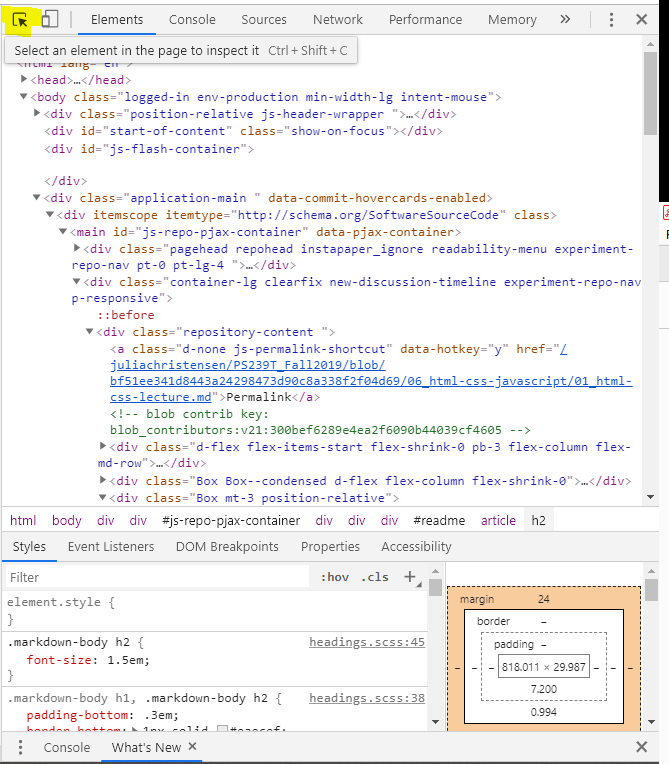 Elements Console Sources Network Performance Memory »
Select an element in the page to inspect it Ctrl + Shift + C
<head>…</head>
<body class="logged-in env-production min-width-lg intent-mouse">
<div class="position-relative js-header-wrapper ">…</div>
<div id="start-of-content" class="show-on-focus"></div>
<div id="js-flash-container">
</div>
<div class="application-main " data-commit-hovercards-enabled>
<div itemscope itemtype="http://schema.org/SoftwareSourceCode" class>
<main id="js-repo-pjax-container" data-pjax-container>
<div class="pagehead repohead instapaper_ignore readability-menu experiment-
repo-nav pt-0 pt-lg-4 ">…</div>
<div class="container-lg clearfix new-discussion-timeline experiment-repo-nav
p-responsive">
::before
<div class="repository-content ">
<a class="d-none js-permalink-shortcut" data-hotkey="y" href="/
juliachristensen/PS239T_Fall2019/blob/
bf51ee341d8443a24298473d90c8a338f2f04d69/06_html-css-javascript/01_html-
css-lecture.md">Permalink</a>
<!-- blob contrib key:
blob_contributors:v21:300bef6289e4ea2f6090b44039cf4605 -->
<div class="d-flex flex-items-start flex-shrink-0 pb-3 flex-column flex-
md-row">…</div>
<div class="Box Box--condensed d-flex flex-column flex-shrink-0">…</div>
<div class="Box mt-3 position-relative">
html body div div #js-repo-pjax-container div div div #readme article h2
Styles Event Listeners DOM Breakpoints Properties Accessibility
Filter :hov .cls +
element.style {
}
.markdown-body h2 { headings.scss:45
font-size: 1.5em;
}
.markdown-body h1, .markdown-body h2 { headings.scss:38
padding-bottom: .3em;
margin 24
border –
padding –
– – – 818.011 × 29.987 – – –
7.200
0.994
Console What's New ×